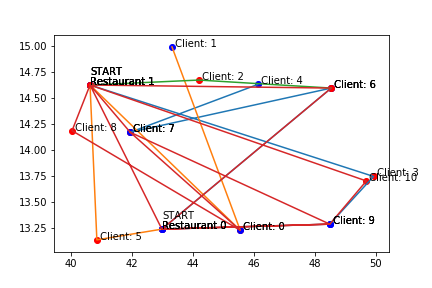 15.00
14.75
14.50
14.25
14.00
13.75
13.50
13.25
Client: 1
START
Restaurant 1
Client: 2
Client: 4
Client: 6
Client: 8
Client: 7
Client: 3
Client: 10
START
Restaurant 0
Client: 0
Client: 9
Client: 5
40
42
44
46
48
50